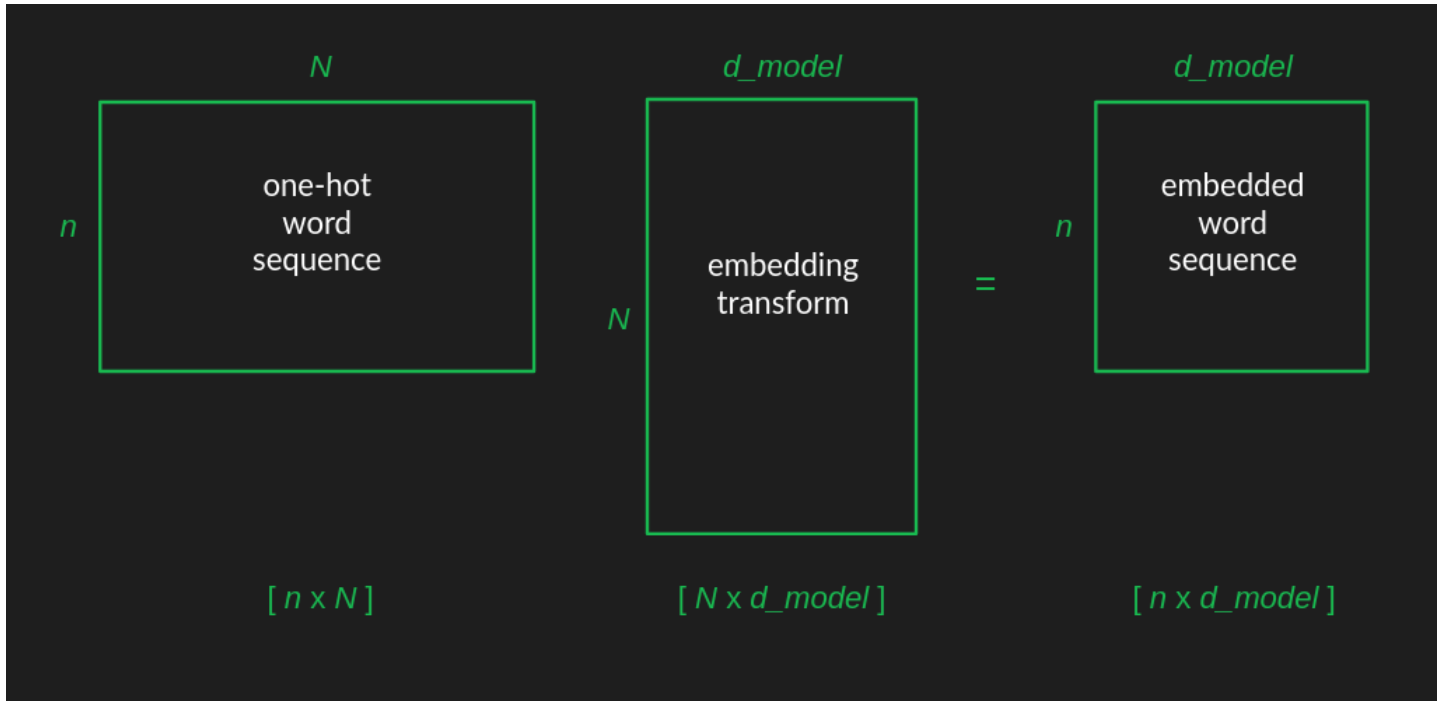 N
d_model
d_model
one-hot
word
sequence
n
embedding
transform
N
=
embedded
word
sequence
n
[ n x N ]
[ N x d_model ]
[ n x d_model ]